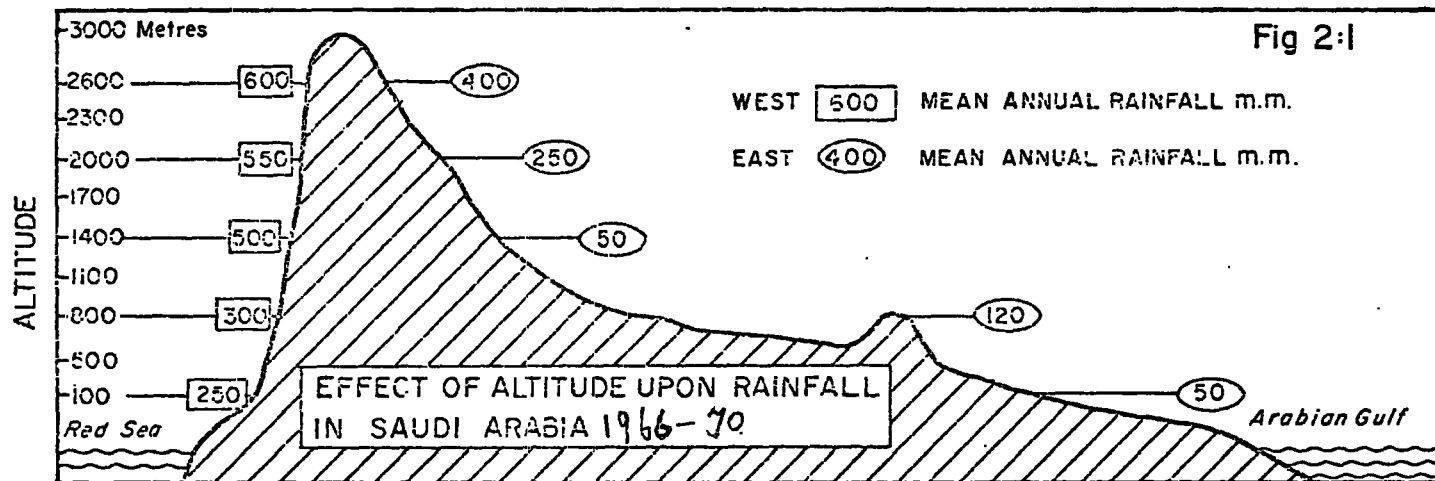 3000 Metres
Fig 2:1
2600 600 400
WEST 600 MEAN ANNUAL RAINFALL m.m.
2300
2000 550 250
EAST 400 MEAN ANNUAL RAINFALL m.m.
1700
1400 500 50
1100
800 300 120
500
100 250 50
ALTITUDE
EFFECT OF ALTITUDE UPON RAINFALL
IN SAUDI ARABIA 1966-70
Red Sea
Arabian Gulf